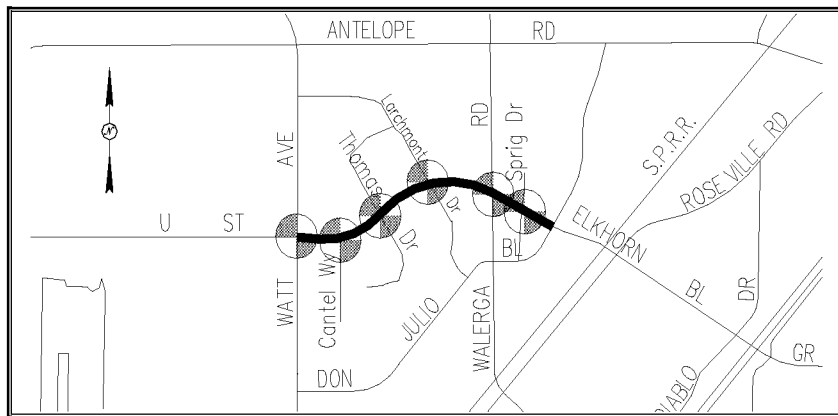 ANTELOPE RD
N
AVE
Thomas Dr
Larchmont Dr
RD
Sprig Dr
S.P.R.R.
ROSEVILLE RD
U ST
ELKHORN BL
WATT
Cantel Wy
DON JULIO BL
WALERGA
DR
GR
DIABLO